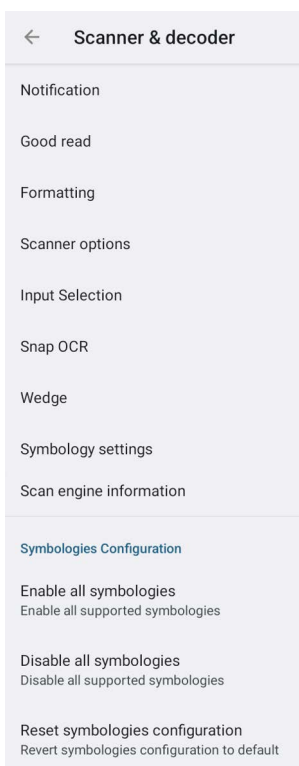 Scanner & decoder
Notification
Good read
Formatting
Scanner options
Input Selection
Snap OCR
Wedge
Symbology settings
Scan engine information
Symbologies Configuration
Enable all symbologies
Enable all supported symbologies
Disable all symbologies
Disable all supported symbologies
Reset symbologies configuration
Revert symbologies configuration to default